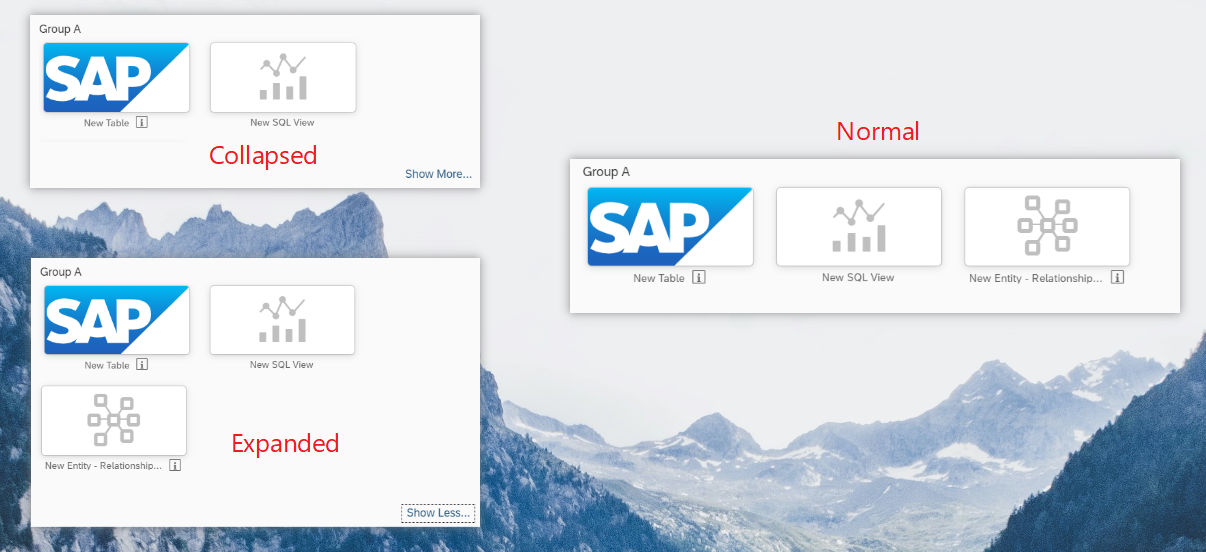 Group A
SAP
New Table i
New SQL View
Collapsed
Show More...
Group A
SAP
New Table i
New SQL View
New Entity - Relationship... i
Expanded
Show Less...
Normal
Group A
SAP
New Table i
New SQL View
New Entity - Relationship... i